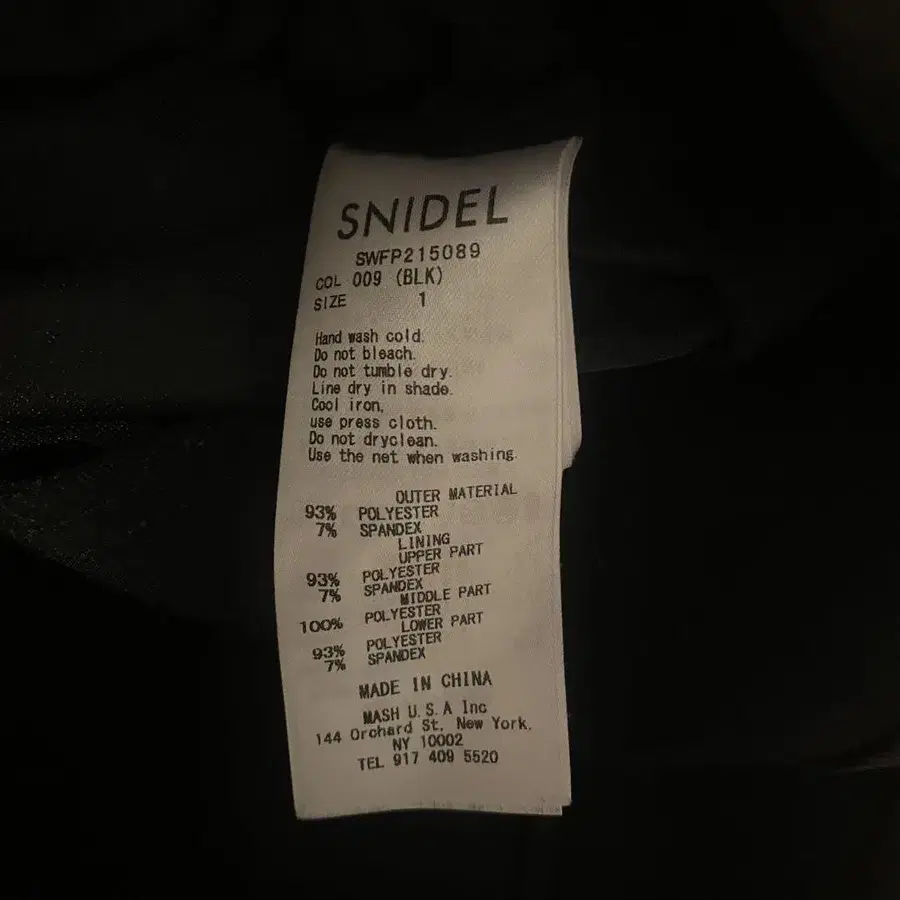 SNIDEL
SWFP215089
COL 009 (BLK)
SIZE 1
Hand wash cold.
Do not bleach.
Do not tumble dry.
Line dry in shade.
Cool iron,
use press cloth.
Do not dryclean.
Use the net when washing.
OUTER MATERIAL
93% POLYESTER
7% SPANDEX
LINING
UPPER PART
93% POLYESTER
7% SPANDEX
MIDDLE PART
100% POLYESTER
LOWER PART
93% POLYESTER
7% SPANDEX
MADE IN CHINA
MASH U.S.A Inc
144 Orchard St, New York,
NY 10002
TEL 917 409 5520